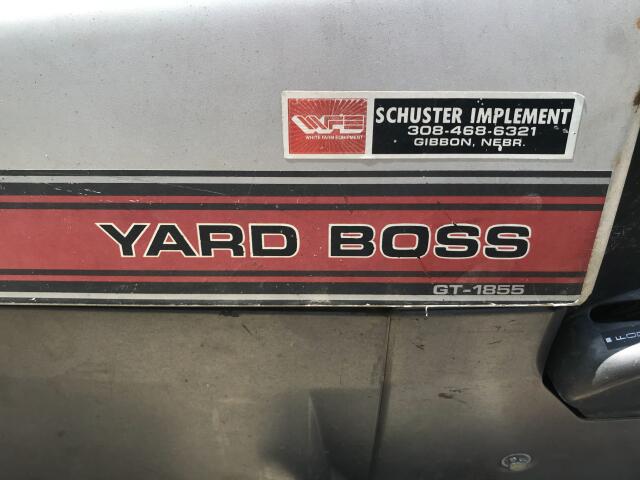 WFE
WHITE FARM EQUIPMENT
SCHUSTER IMPLEMENT
308-468-6321
GIBBON, NEBR.
YARD BOSS
GT-1855